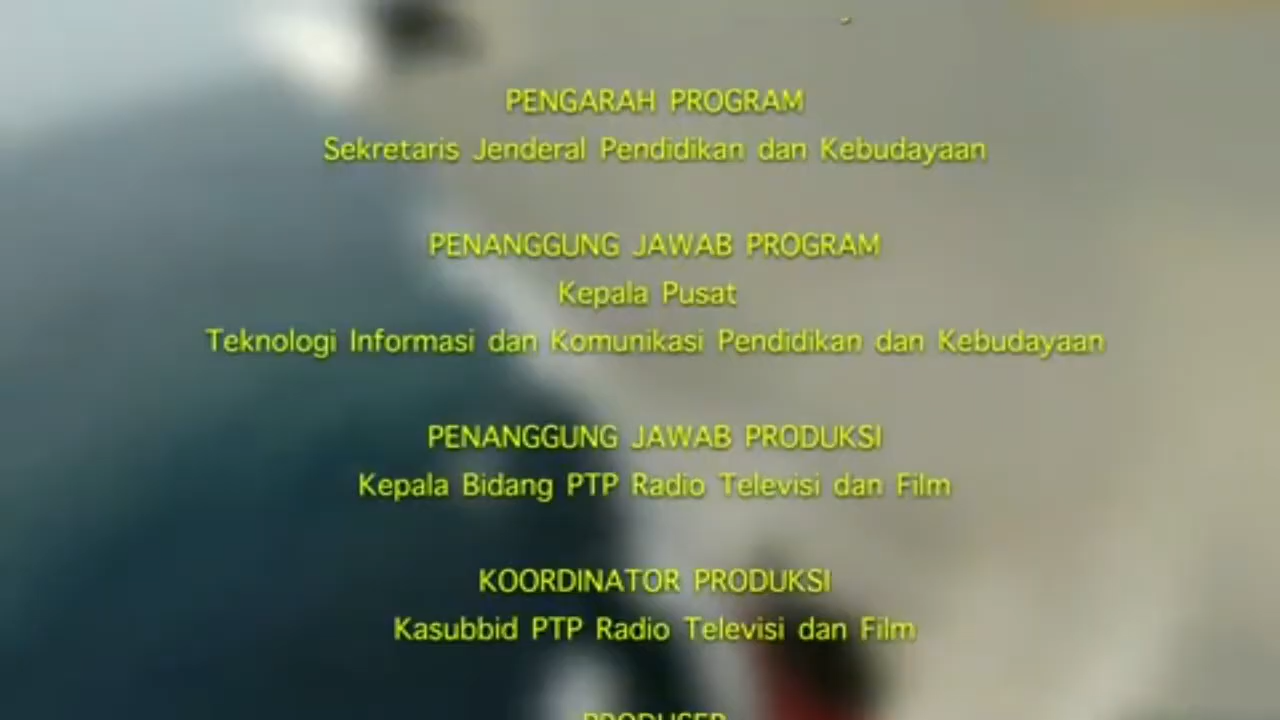 PENGARAH PROGRAM
Sekretaris Jenderal Pendidikan dan Kebudayaan
PENANGGUNG JAWAB PROGRAM
Kepala Pusat
Teknologi Informasi dan Komunikasi Pendidikan dan Kebudayaan
PENANGGUNG JAWAB PRODUKSI
Kepala Bidang PTP Radio Televisi dan Film
KOORDINATOR PRODUKSI
Kasubbid PTP Radio Televisi dan Film
PRODUSER